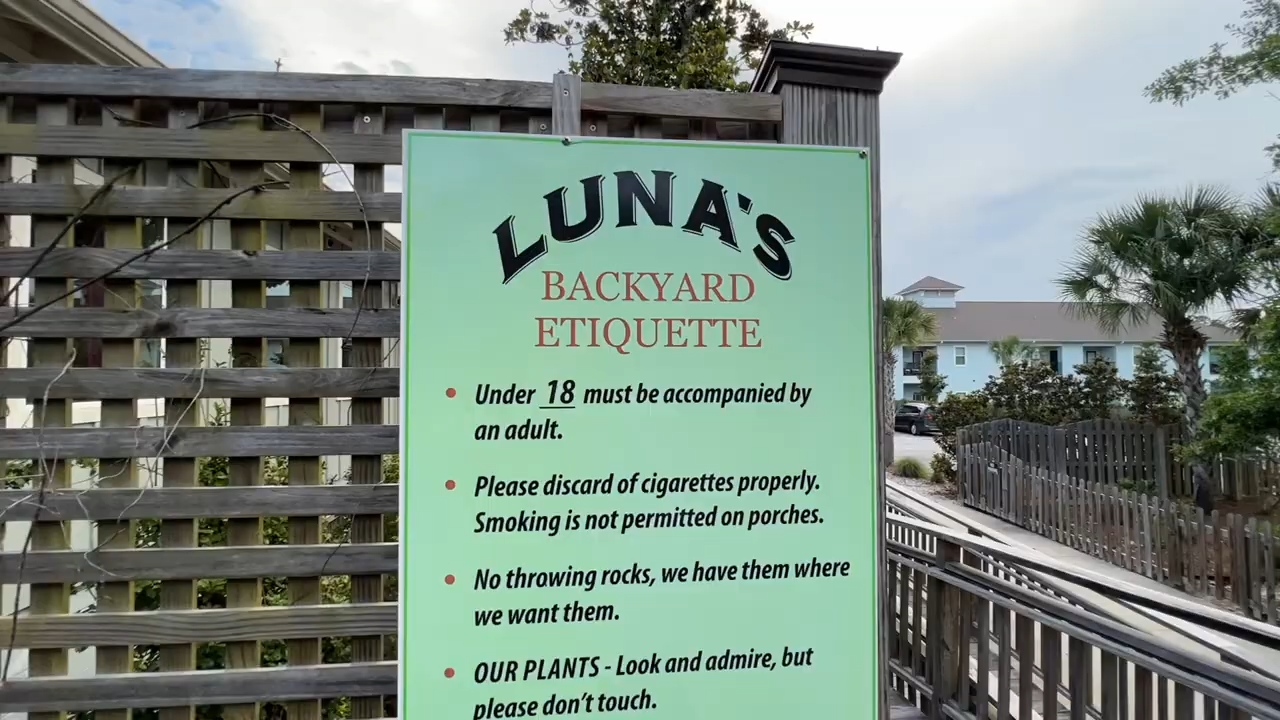 LUNA'S
BACKYARD
ETIQUETTE
• Under 18 must be accompanied by
an adult.
• Please discard of cigarettes properly.
Smoking is not permitted on porches.
• No throwing rocks, we have them where
we want them.
• OUR PLANTS - Look and admire, but
please don't touch.